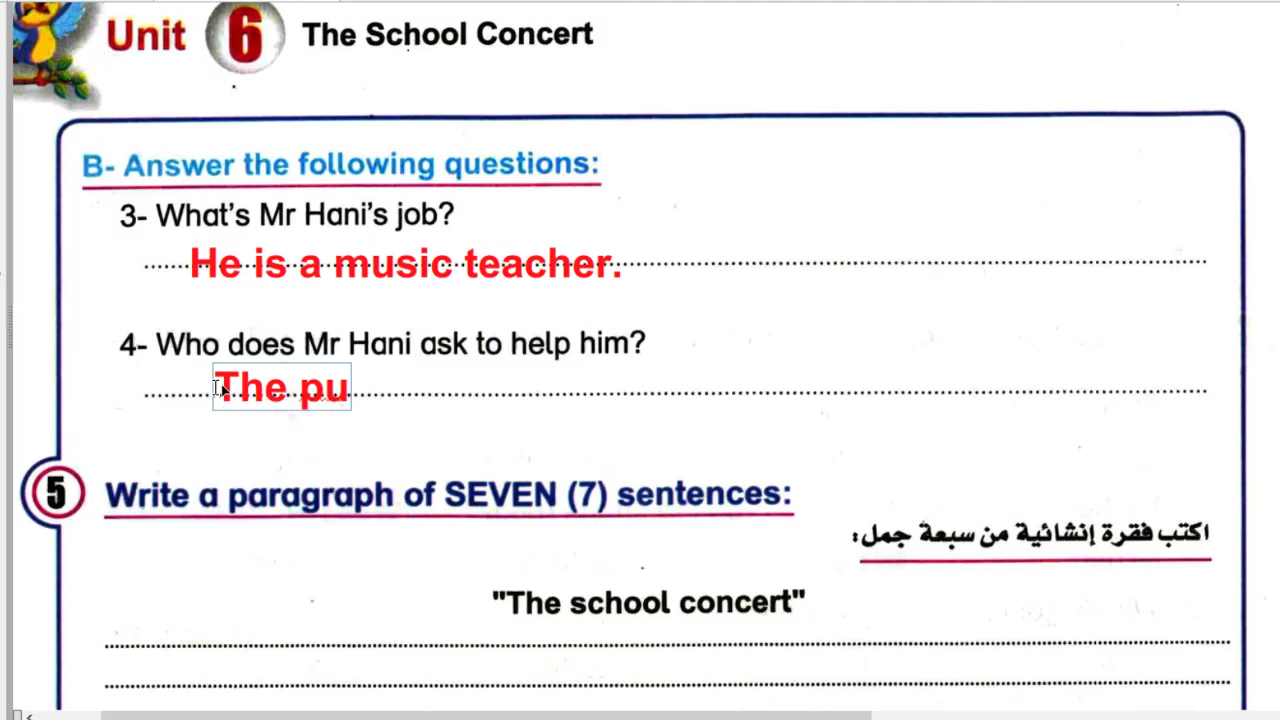 Unit 6 The School Concert
B- Answer the following questions:
3- What's Mr Hani's job?
He is a music teacher.
4- Who does Mr Hani ask to help him?
The pu
5 Write a paragraph of SEVEN (7) sentences:
اكتب فقرة إنشائية من سبعة جمل:
"The school concert"